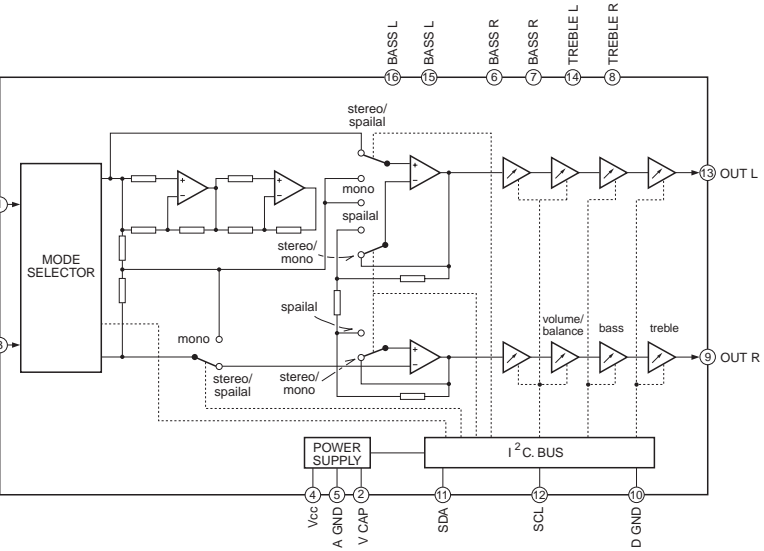 BASS L
BASS L
BASS R
BASS R
TREBLE L
TREBLE R
16
15
6
7
14
8
stereo/
spailal
mono
spailal
stereo/
mono
13 OUT L
MODE
SELECTOR
spailal
mono
stereo/
spailal
stereo/
mono
volume/
balance
bass
treble
9 OUT R
POWER
SUPPLY
I²C. BUS
4
5
2
11
12
10
Vcc
A GND
V CAP
SDA
SCL
D GND